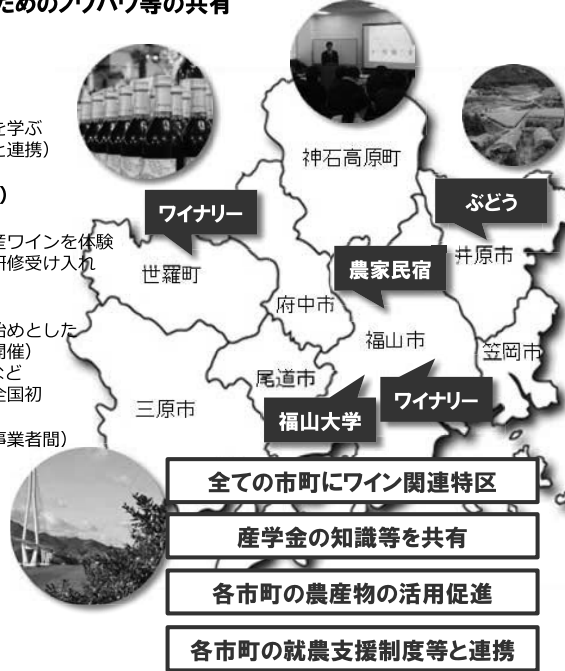 ためのノウハウ等の共有
を学ぶ
と連携）
）
産ワインを体験
研修受け入れ
始めとした
開催）
など
全国初
事業者間）
神石高原町
ワイナリー
ぶどう
世羅町
農家民宿
井原市
府中市
福山市
笠岡市
尾道市
三原市
ワイナリー
福山大学
全ての市町にワイン関連特区
産学金の知識等を共有
各市町の農産物の活用促進
各市町の就農支援制度等と連携